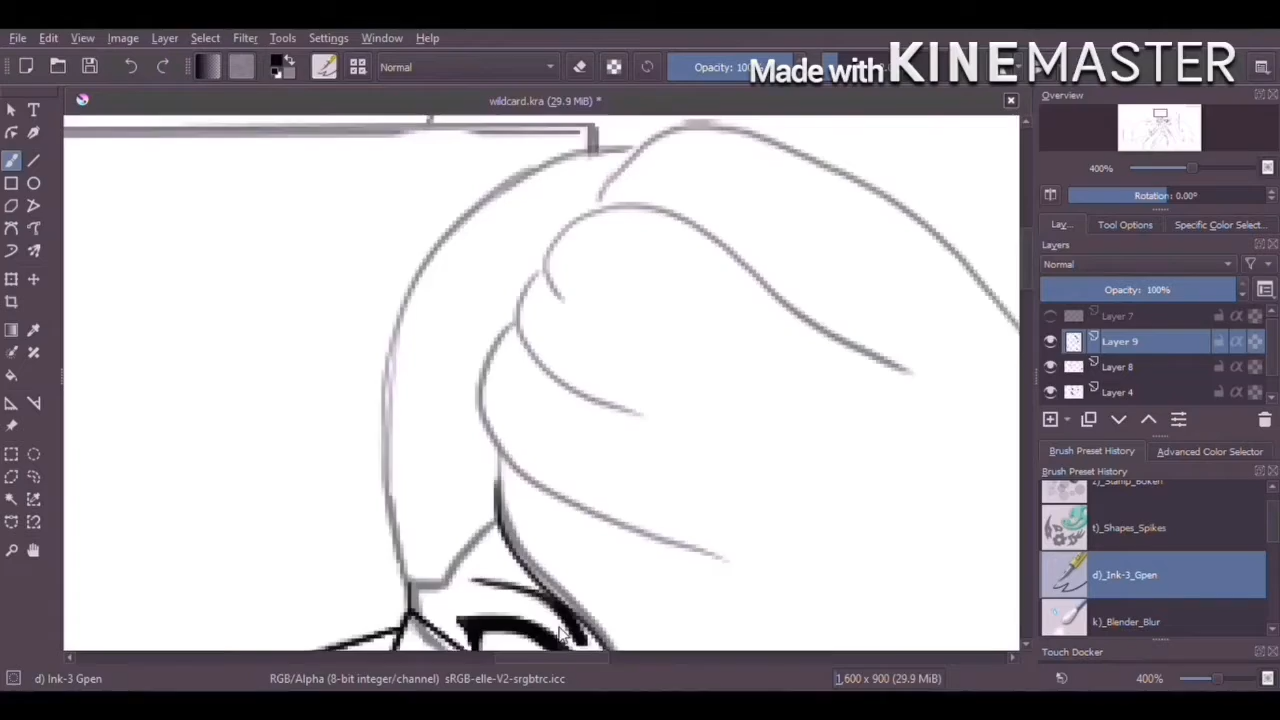 File Edit View Image Layer Select Filter Tools Settings Window Help
Normal
Opacity: 100%
Made with KINEMASTER
wildcard.kra (29.9 MiB) *
Overview
400%
Rotation: 0.00°
Lay... Tool Options Specific Color Select...
Layers
Normal
Opacity: 100%
Layer 7
Layer 9
Layer 8
Layer 4
Brush Preset History Advanced Color Selector
Brush Preset History
t)_Shapes_Spikes
d)_Ink-3_Gpen
k)_Blender_Blur
Touch Docker
d) Ink-3 Gpen
RGB/Alpha (8-bit integer/channel) sRGB-elle-V2-srgbtrc.icc
1,600 x 900 (29.9 MiB)
400%